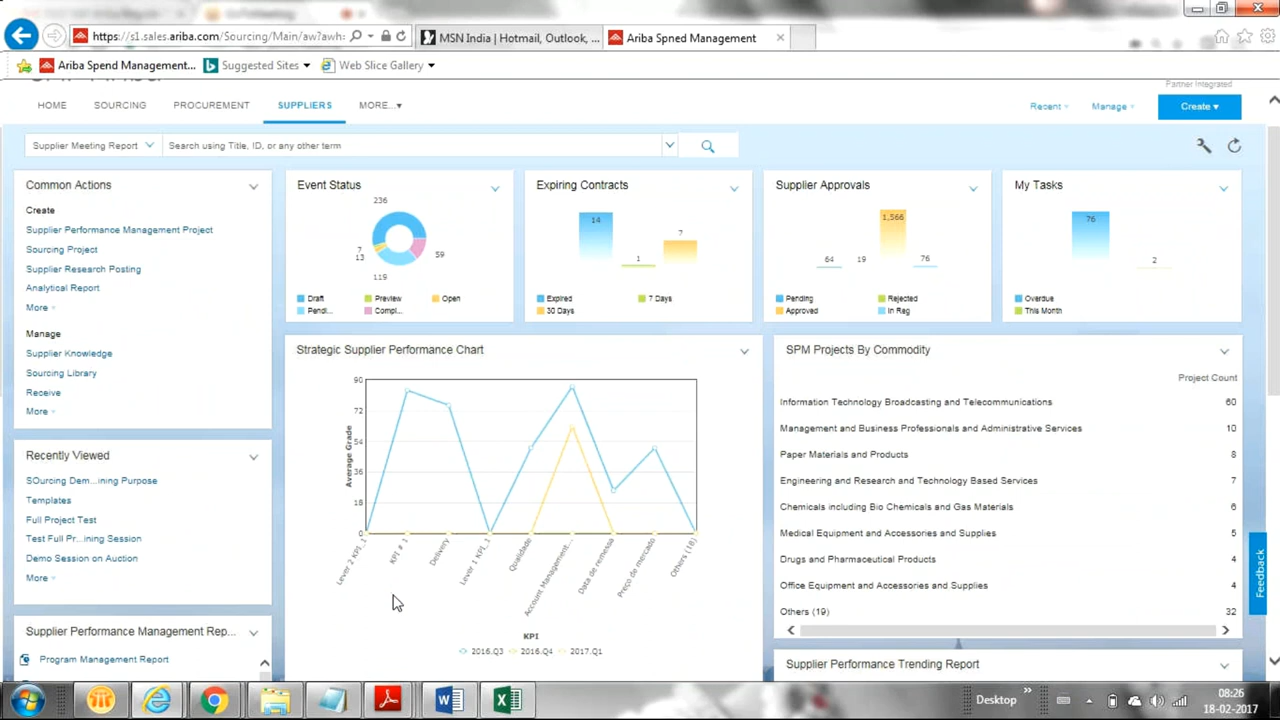 https://s1.sales.ariba.com/Sourcing/Main/aw?awh:
MSN India | Hotmail, Outlook, ...
Ariba Spned Management
Ariba Spend Management...
Suggested Sites
Web Slice Gallery
Partner Integrated
HOME
SOURCING
PROCUREMENT
SUPPLIERS
MORE...
Recent
Manage
Create
Supplier Meeting Report
Search using Title, ID, or any other term
Common Actions
Create
Supplier Performance Management Project
Sourcing Project
Supplier Research Posting
Analytical Report
More
Manage
Supplier Knowledge
Sourcing Library
Receive
More
Event Status
236
7
13
59
119
Draft
Preview
Open
Pendi...
Compl...
Expiring Contracts
14
1
7
Expired
7 Days
30 Days
Supplier Approvals
1,566
64
19
76
Pending
Rejected
Approved
In Reg
My Tasks
76
2
Overdue
This Month
Recently Viewed
SOurcing Dem...ining Purpose
Templates
Full Project Test
Test Full Pr...ining Session
Demo Session on Auction
More
Supplier Performance Management Rep...
Program Management Report
Strategic Supplier Performance Chart
90
72
54
36
18
0
Average Grade
Lever 2 KPI_1
KPI # 1
Delivery
Lever 1 KPI_1
Qualidade
Account Management...
Data de remessa
Preço de mercado
Others (18)
KPI
2016.Q3
2016.Q4
2017.Q1
SPM Projects By Commodity
Project Count
Information Technology Broadcasting and Telecommunications 60
Management and Business Professionals and Administrative Services 10
Paper Materials and Products 8
Engineering and Research and Technology Based Services 7
Chemicals including Bio Chemicals and Gas Materials 6
Medical Equipment and Accessories and Supplies 5
Drugs and Pharmaceutical Products 4
Office Equipment and Accessories and Supplies 4
Others (19) 32
Supplier Performance Trending Report
Feedback
Desktop
08:26
18-02-2017